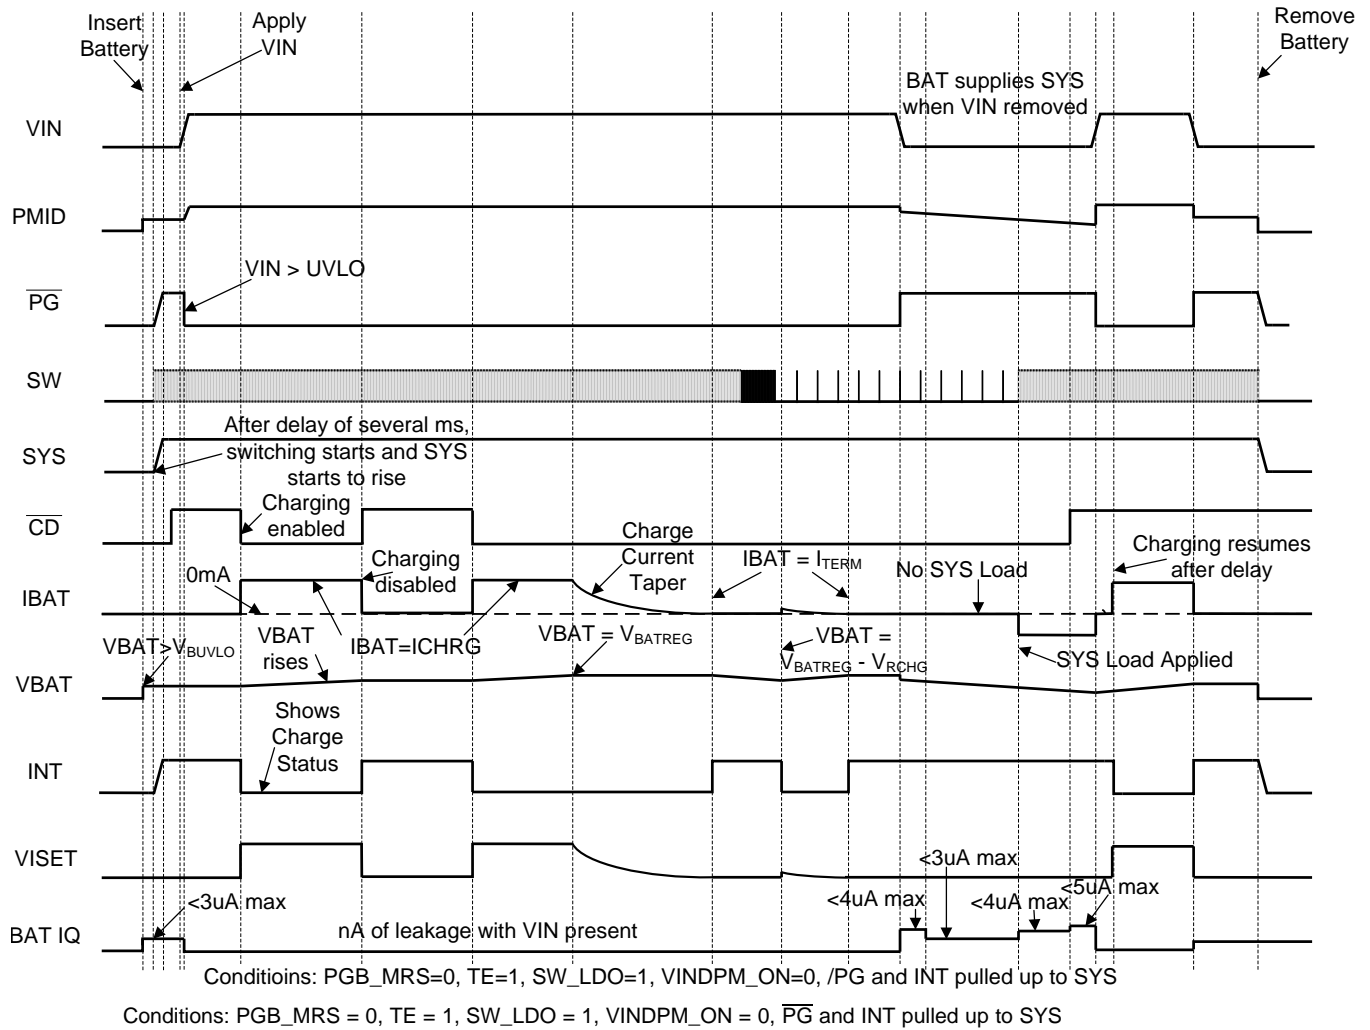 Insert
Battery
Apply
VIN
Remove
Battery
BAT supplies SYS
when VIN removed
VIN
PMID
VIN > UVLO
PG
SW
After delay of several ms,
switching starts and SYS
starts to rise
SYS
Charging
enabled
CD
Charge
Current
Taper
Charging resumes
after delay
Charging
disabled
IBAT = ITERM
No SYS Load
0mA
IBAT
VBAT>VBUVLO
VBAT
rises
IBAT=ICHRG
VBAT = VBATREG
VBAT =
VBATREG - VRCHG
SYS Load Applied
VBAT
Shows
Charge
Status
INT
VISET
<3uA max
<4uA max
<3uA max
<4uA max
<5uA max
BAT IQ
nA of leakage with VIN present
Conditioins: PGB_MRS=0, TE=1, SW_LDO=1, VINDPM_ON=0, /PG and INT pulled up to SYS
Conditions: PGB_MRS = 0, TE = 1, SW_LDO = 1, VINDPM_ON = 0, PG and INT pulled up to SYS